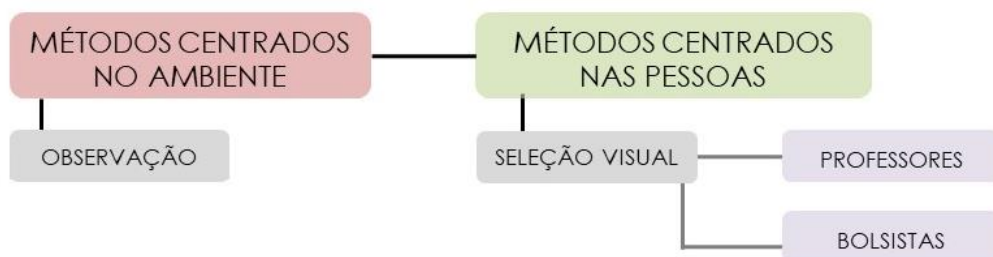 MÉTODOS CENTRADOS
NO AMBIENTE
MÉTODOS CENTRADOS
NAS PESSOAS
OBSERVAÇÃO
SELEÇÃO VISUAL
PROFESSORES
BOLSISTAS